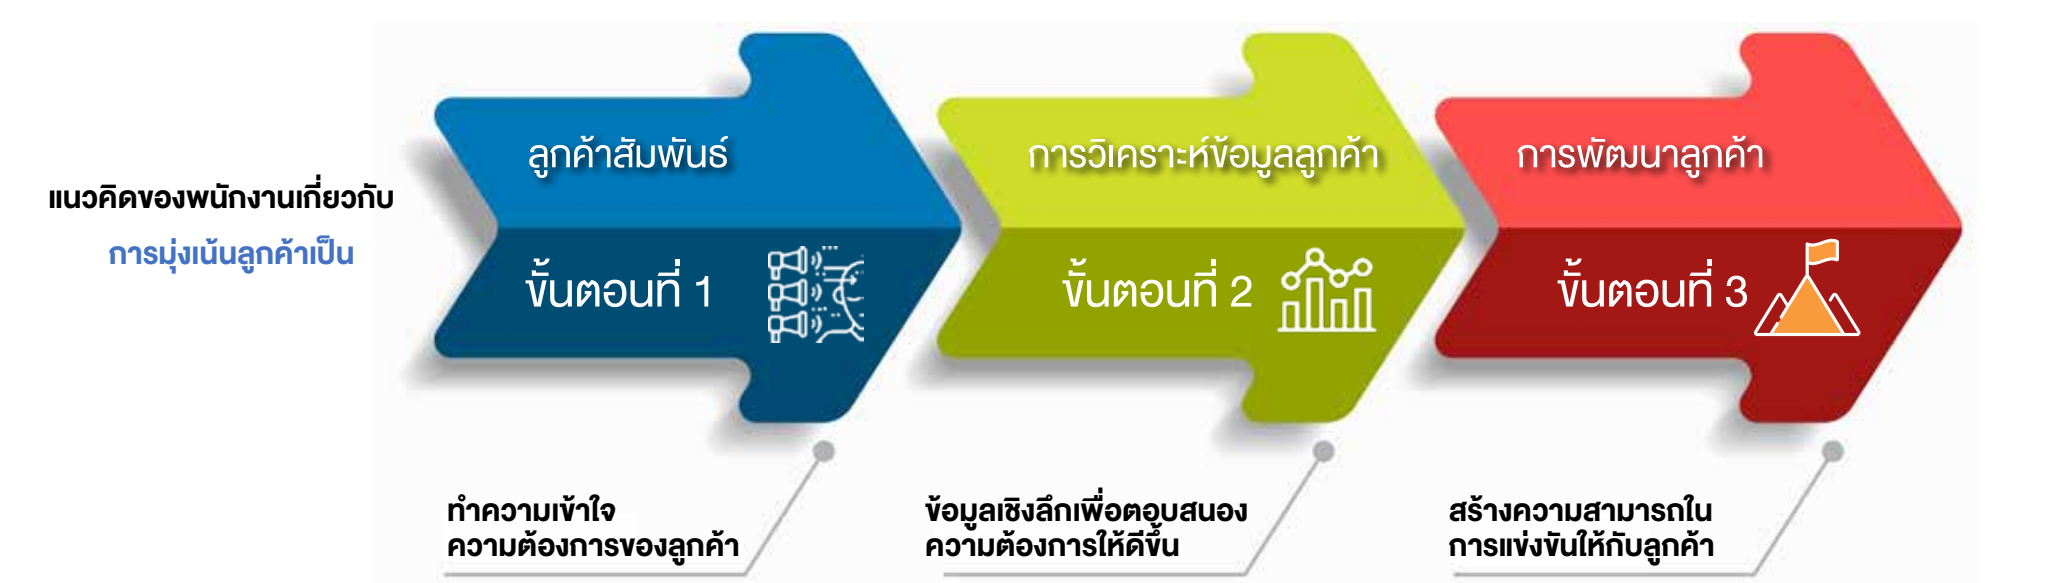 แนวคิดของพนักงานเกี่ยวกับ
การมุ่งเน้นลูกค้าเป็น
ลูกค้าสัมพันธ์
ขั้นตอนที่ 1
ทำความเข้าใจ
ความต้องการของลูกค้า
การวิเคราะห์ข้อมูลลูกค้า
ขั้นตอนที่ 2
ข้อมูลเชิงลึกเพื่อตอบสนอง
ความต้องการให้ดีขึ้น
การพัฒนาลูกค้า
ขั้นตอนที่ 3
สร้างความสามารถใน
การแข่งขันให้กับลูกค้า